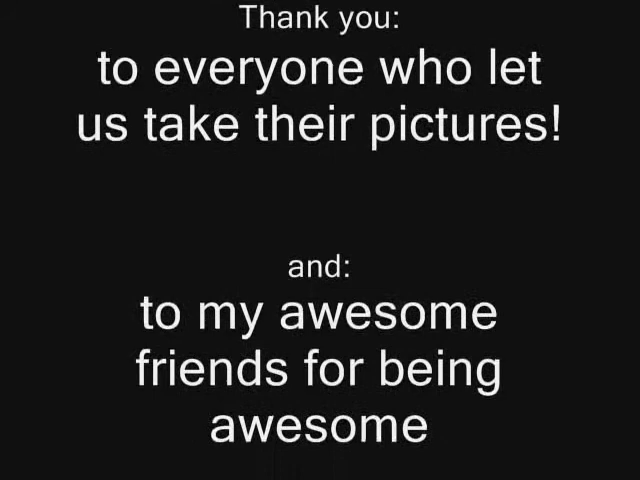 Thank you:
to everyone who let
us take their pictures!
and:
to my awesome
friends for being
awesome